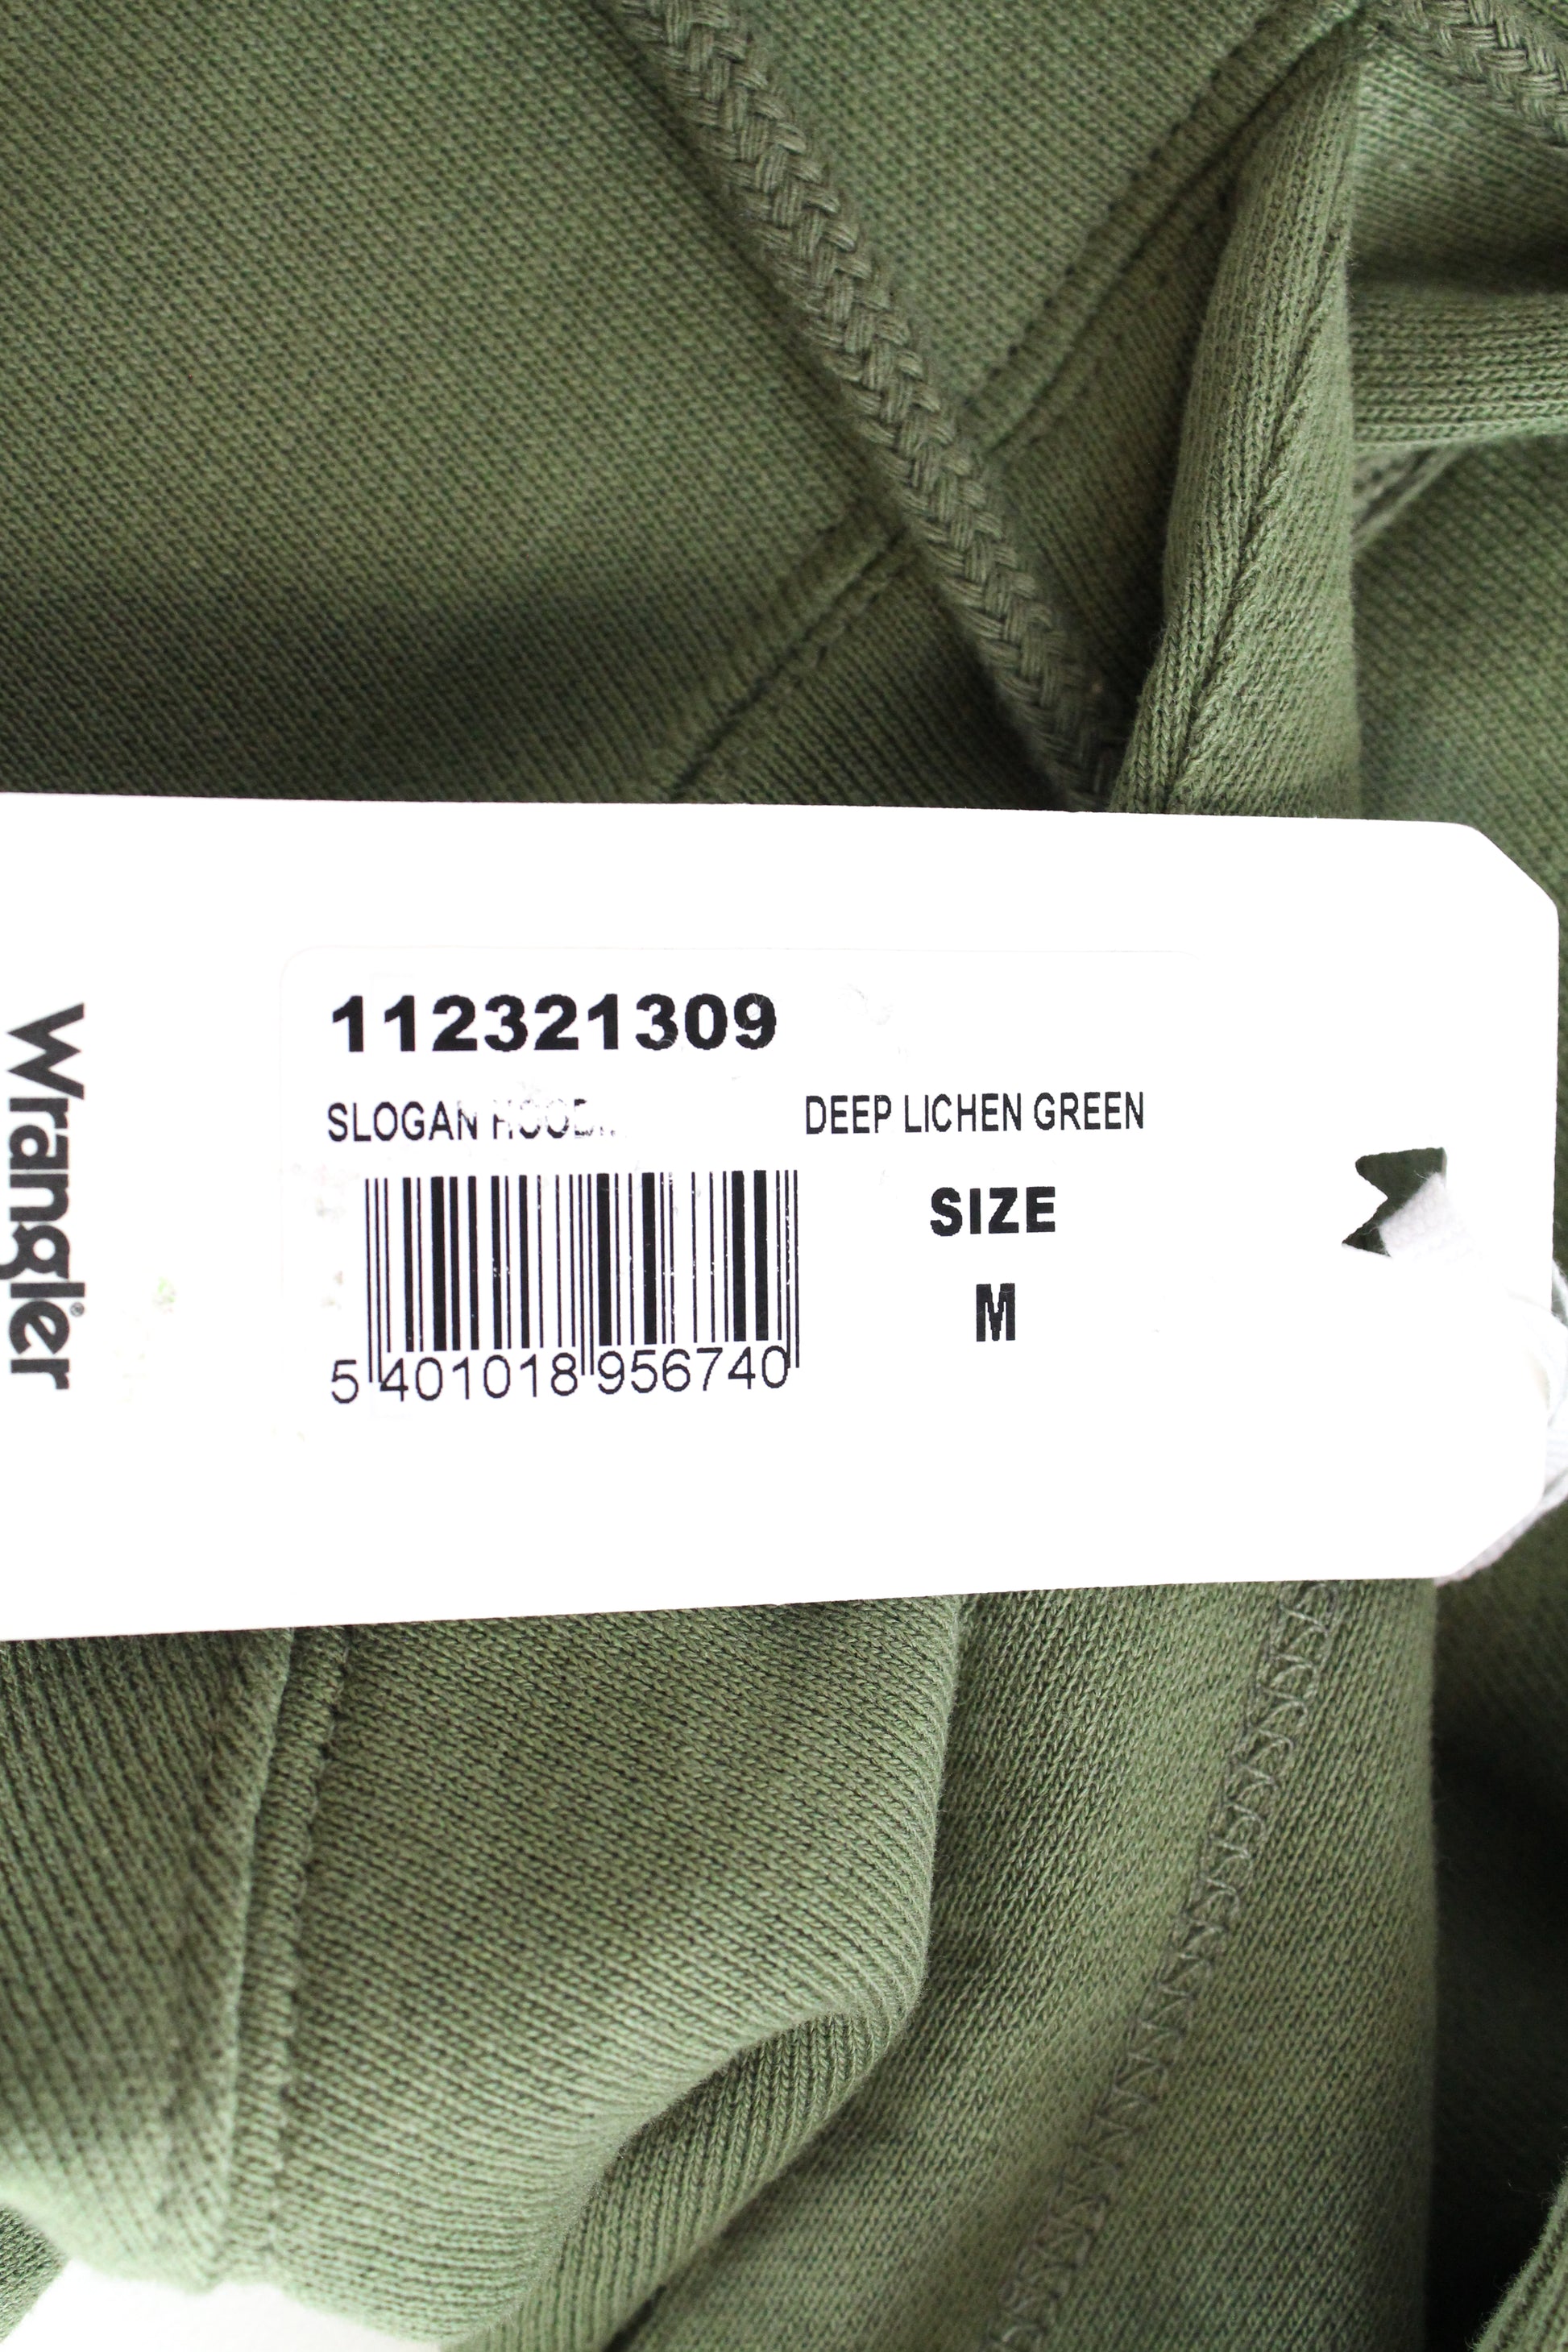 112321309
SLOGAN DEEP LICHEN GREEN
SIZE
M
5 401018 956740
Wrangler®